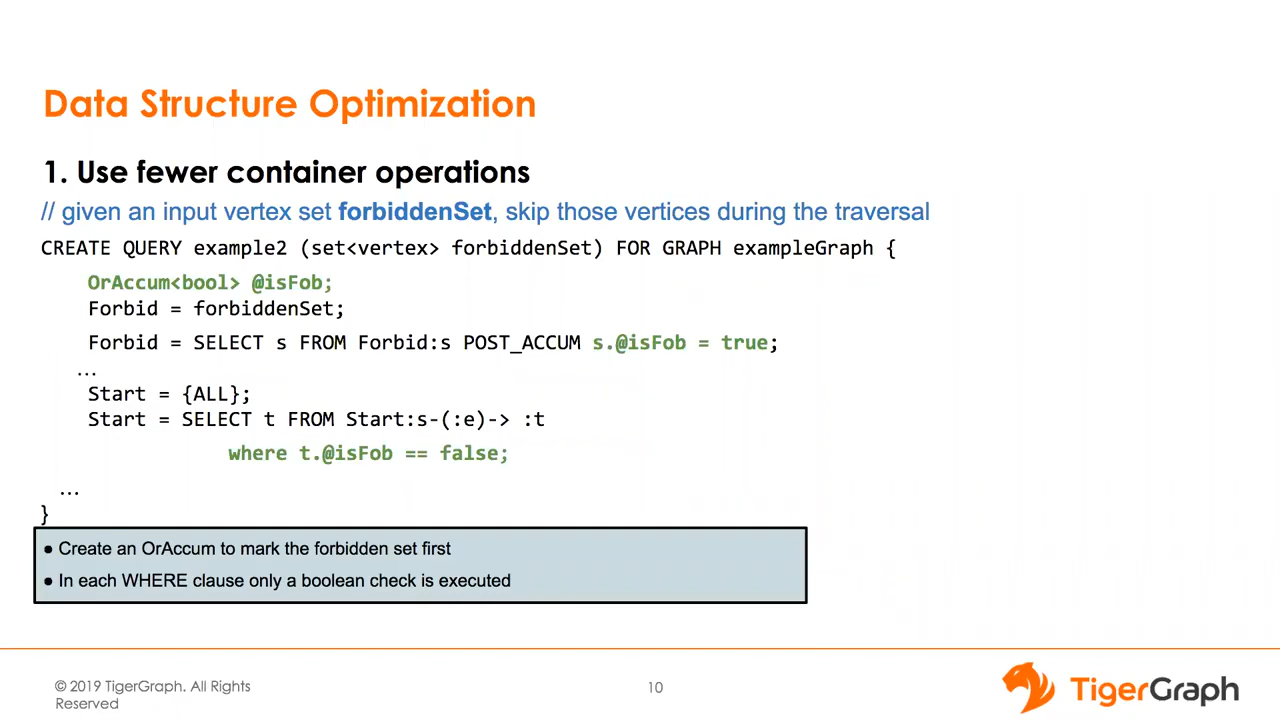 Data Structure Optimization
1. Use fewer container operations
// given an input vertex set forbiddenSet, skip those vertices during the traversal
CREATE QUERY example2 (set<vertex> forbiddenSet) FOR GRAPH exampleGraph {
OrAccum<bool> @isFob;
Forbid = forbiddenSet;
Forbid = SELECT s FROM Forbid:s POST_ACCUM s.@isFob = true;
...
Start = {ALL};
Start = SELECT t FROM Start:s-(:e)-> :t
where t.@isFob == false;
...
}
● Create an OrAccum to mark the forbidden set first
● In each WHERE clause only a boolean check is executed
© 2019 TigerGraph. All Rights
Reserved
10
TigerGraph